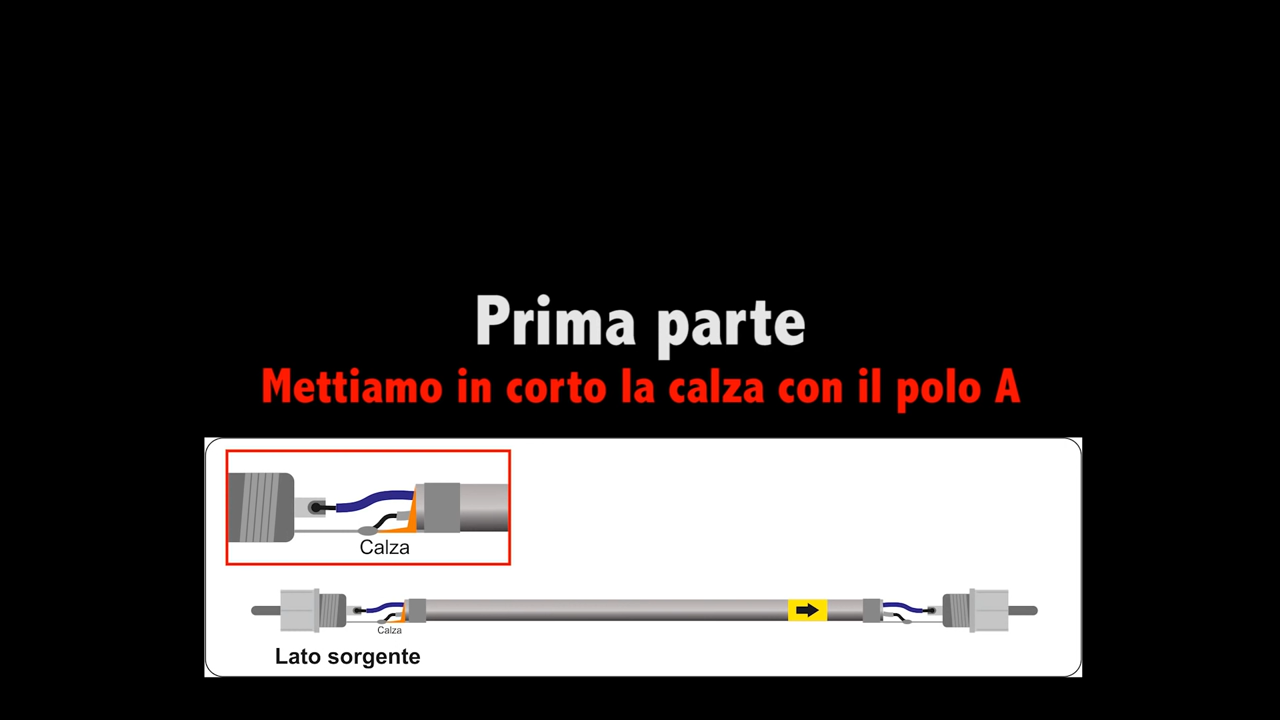 Prima parte
Mettiamo in corto la calza con il polo A
Calza
Calza
Lato sorgente